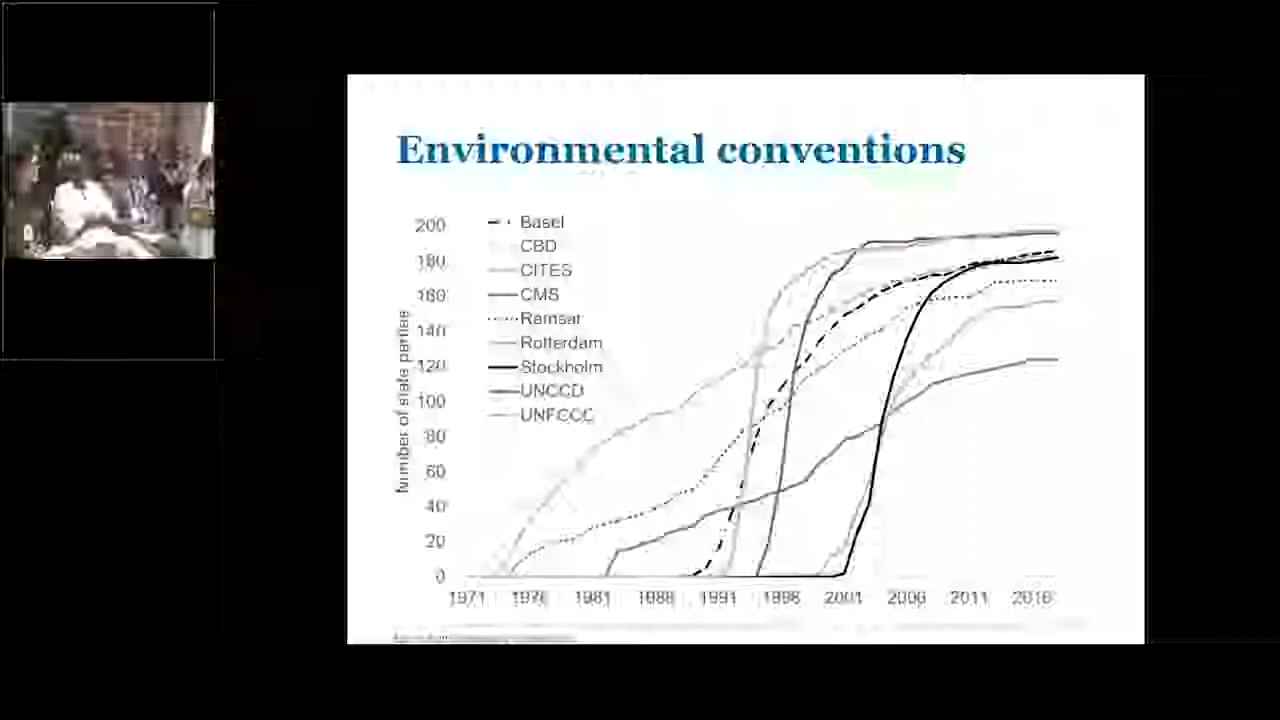 Environmental conventions
Number of state parties
200
180
160
140
120
100
80
60
40
20
0
Basel
CBD
CITES
CMS
Ramsar
Rotterdam
Stockholm
UNCCD
UNFCCC
1971 1976 1981 1986 1991 1996 2001 2006 2011 2016